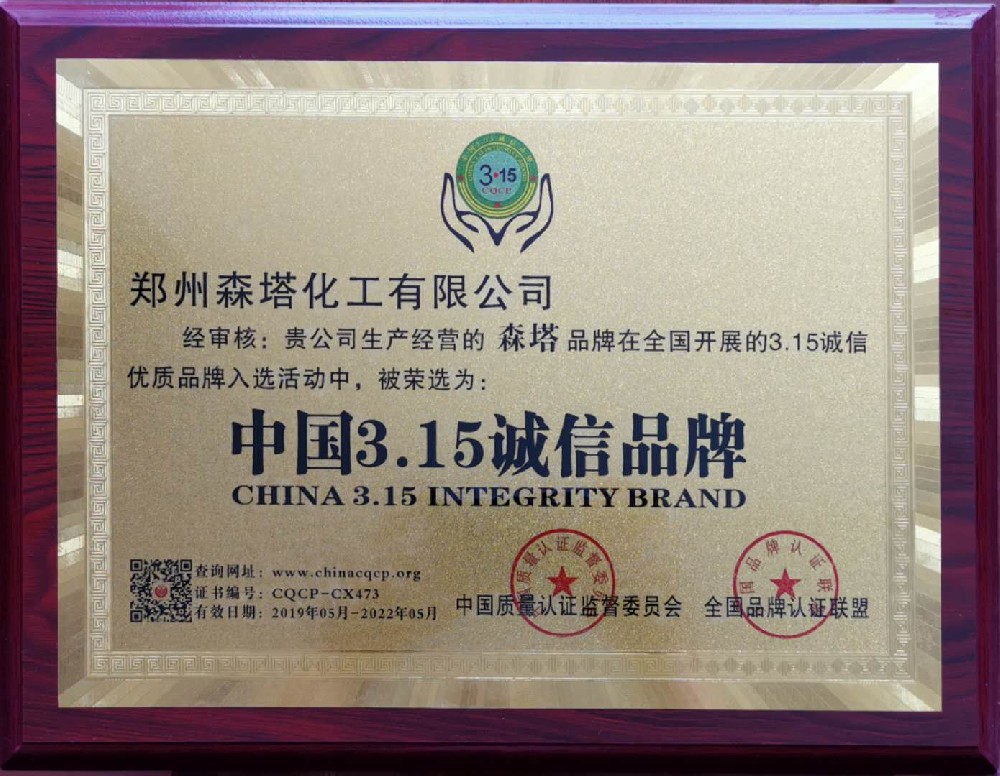 3·15
CQCP
郑州森塔化工有限公司
经审核：贵公司生产经营的 森塔 品牌在全国开展的3.15诚信
优质品牌入选活动中，被荣选为：
中国3.15诚信品牌
CHINA 3.15 INTEGRITY BRAND
查询网址：www.chinacqcp.org
证书编号：CQCP-CX473
有效日期：2019年05月-2022年05月
中国质量认证监督委员会
全国品牌认证联盟